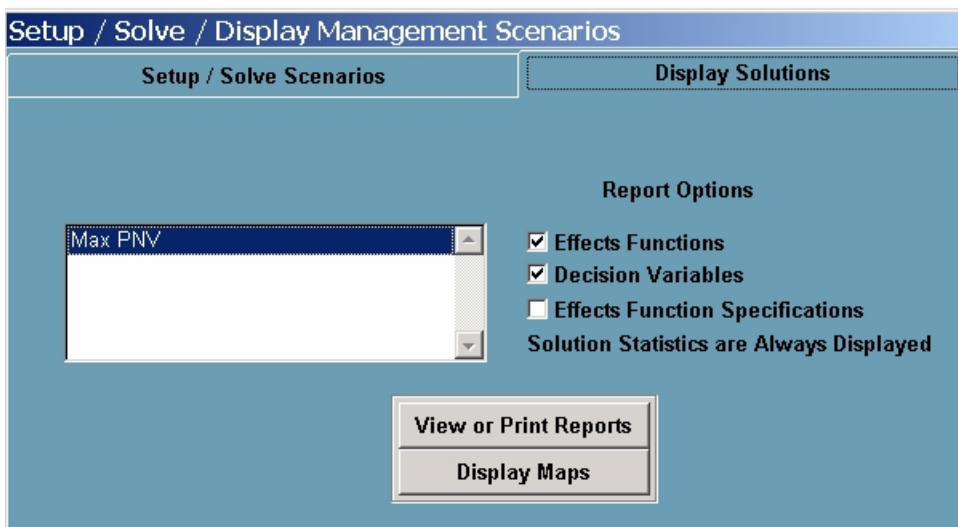 Setup / Solve / Display Management Scenarios
Setup / Solve Scenarios
Display Solutions
Report Options
Max PNV
Effects Functions
Decision Variables
Effects Function Specifications
Solution Statistics are Always Displayed
View or Print Reports
Display Maps